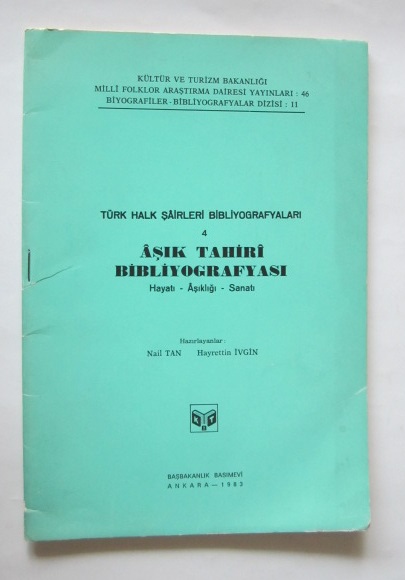 KÜLTÜR VE TURİZM BAKANLIĞI
MİLLİ FOLKLOR ARAŞTIRMA DAİRESİ YAYINLARI : 46
BİYOGRAFİLER - BİBLİYOGRAFYALAR DİZİSİ : 11
TÜRK HALK ŞÂİRLERİ BİBLİYOGRAFYALARI
4
ÂŞIK TAHİRÎ
BİBLİYOGRAFYASI
Hayatı - Âşıklığı - Sanatı
Hazırlayanlar :
Nail TAN Hayrettin İVGİN
K T B
BAŞBAKANLIK BASIMEVİ
ANKARA — 1983